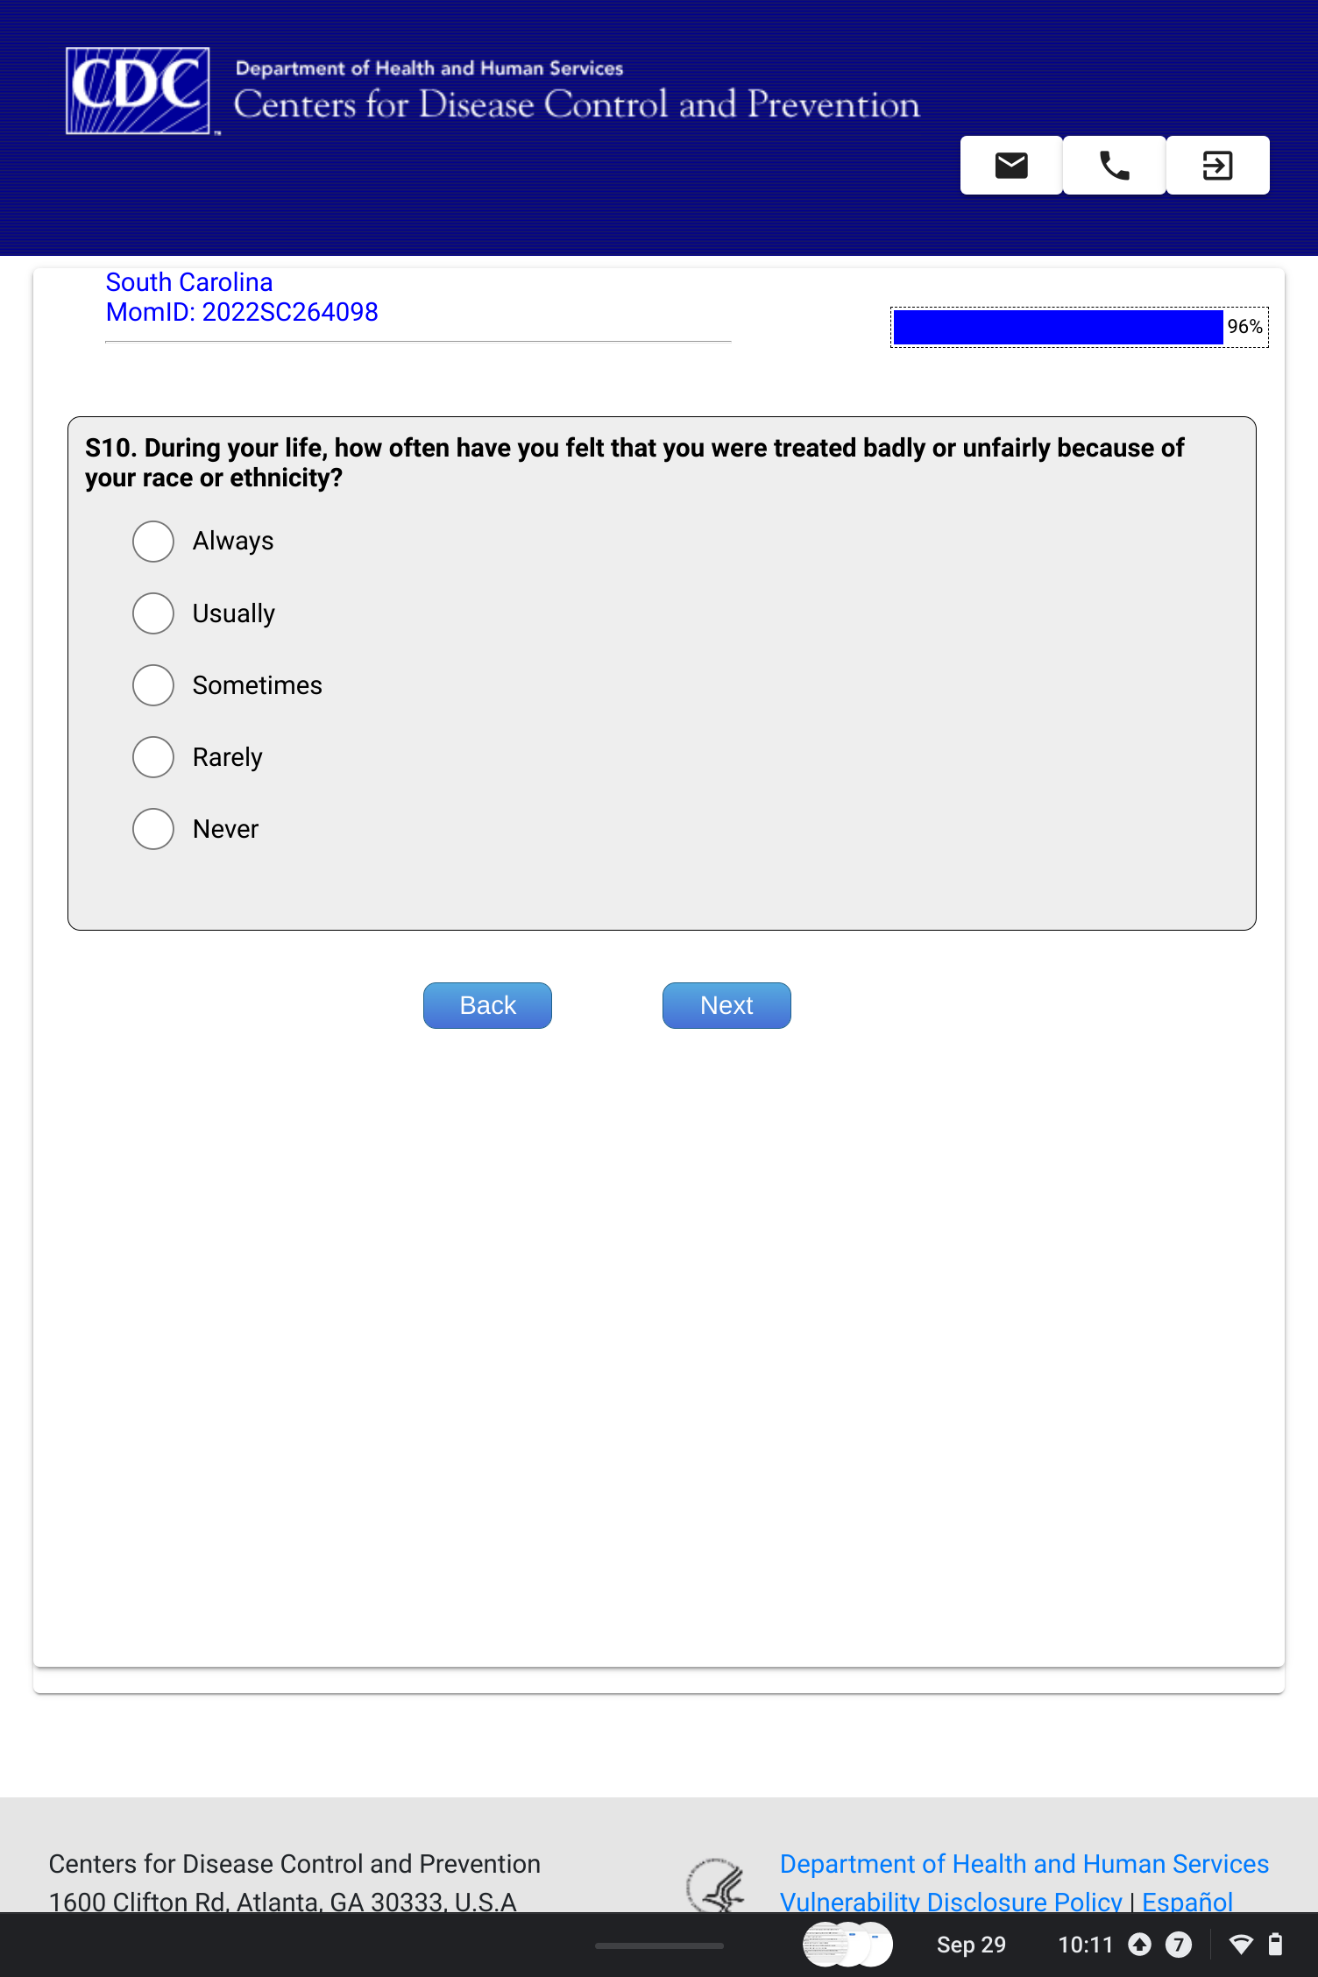 CDC
Department of Health and Human Services
Centers for Disease Control and Prevention
South Carolina
MomID: 2022SC264098
96%
S10. During your life, how often have you felt that you were treated badly or unfairly because of
your race or ethnicity?
Always
Usually
Sometimes
Rarely
Never
Back
Next
Centers for Disease Control and Prevention
1600 Clifton Rd, Atlanta, GA 30333, U.S.A
Department of Health and Human Services
Vulnerability Disclosure Policy | Español
Sep 29
10:11
7